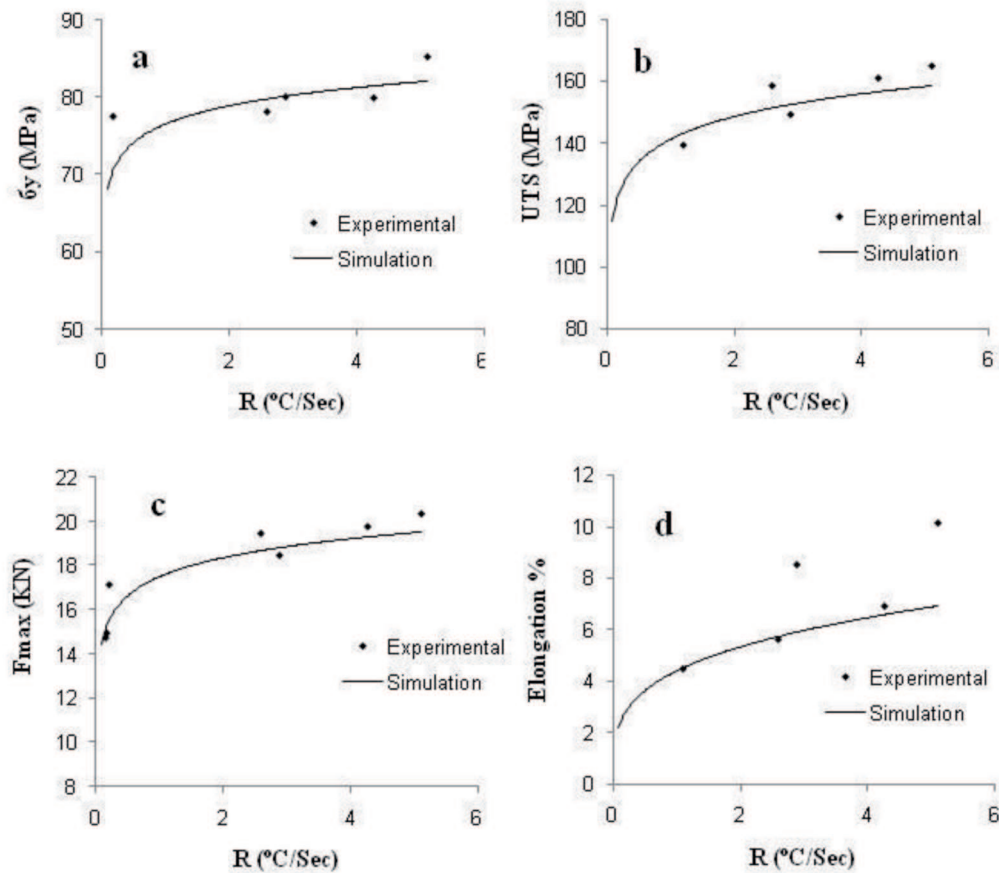 a
90
80
70
60
50
0
2
4
6
бy (MPa)
R (ºC/Sec)
Experimental
Simulation
b
180
160
140
120
100
80
0
2
4
6
UTS (MPa)
R (ºC/Sec)
Experimental
Simulation
c
22
20
18
16
14
12
10
8
0
2
4
6
Fmax (KN)
R (ºC/Sec)
Experimental
Simulation
d
12
10
8
6
4
2
0
0
2
4
6
Elongation %
R (ºC/Sec)
Experimental
Simulation